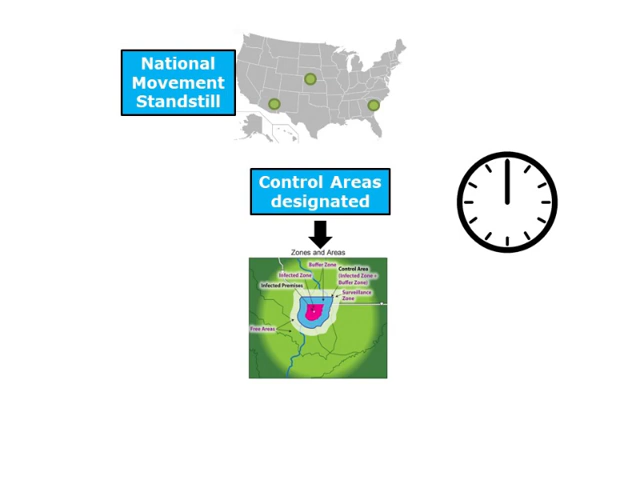 National
Movement
Standstill
Control Areas
designated
Zones and Areas
Buffer Zone
Control Area
(Infected Zone +
Buffer Zone)
Infected Zone
Infected Premises
Surveillance
Zone
Free Areas